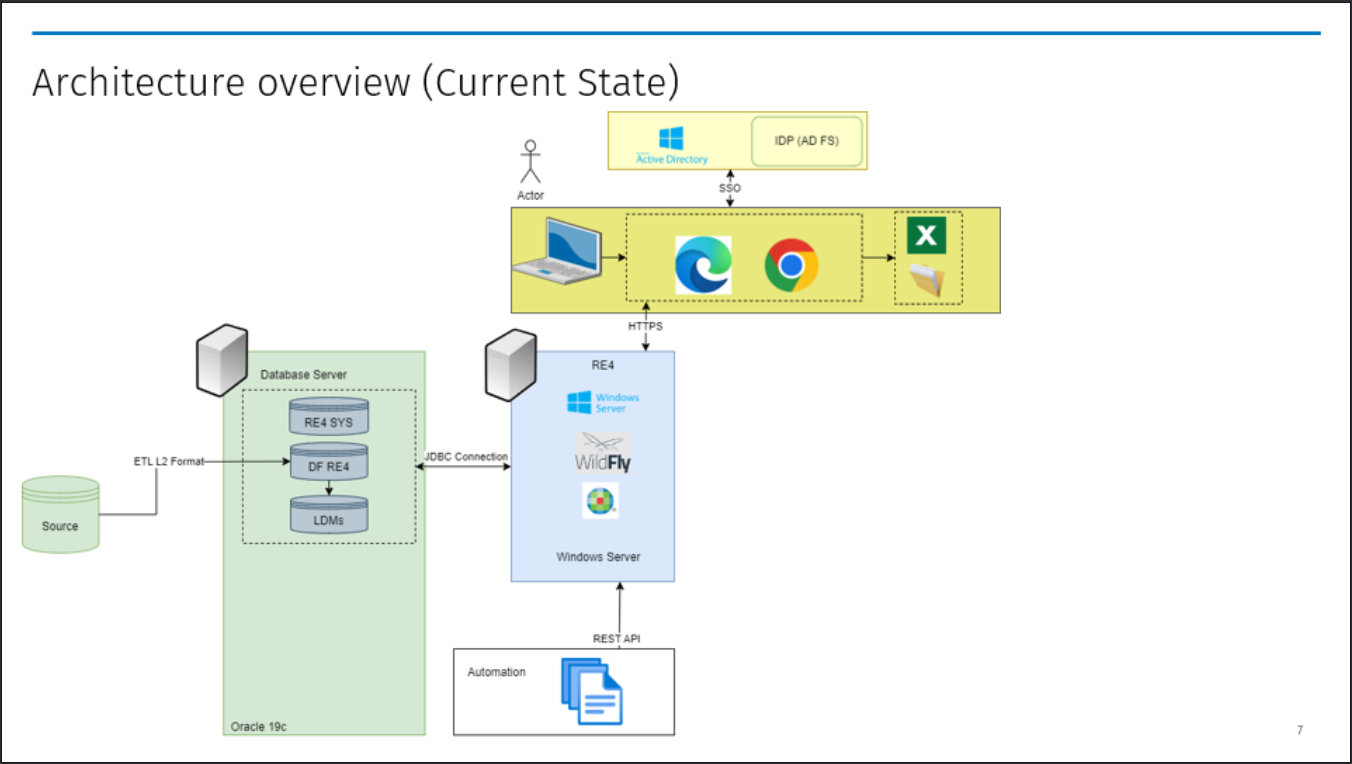 Architecture overview (Current State)
Active Directory
IDP (AD FS)
Actor
SSO
HTTPS
Database Server
RE4 SYS
DF RE4
LDMs
ETL L2 Format
Source
JDBC Connection
RE4
Windows
Server
WildFly
Windows Server
REST API
Automation
Oracle 19c
7